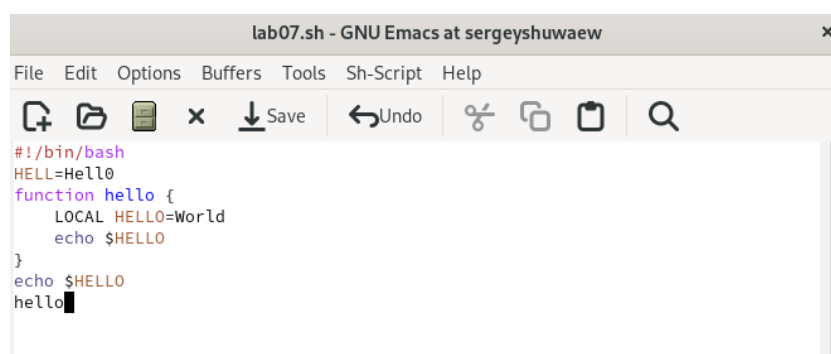 lab07.sh - GNU Emacs at sergeyshuwaew
File Edit Options Buffers Tools Sh-Script Help
Save Undo
#!/bin/bash
HELL=Hell0
function hello {
    LOCAL HELLO=World
    echo $HELLO
}
echo $HELLO
hello